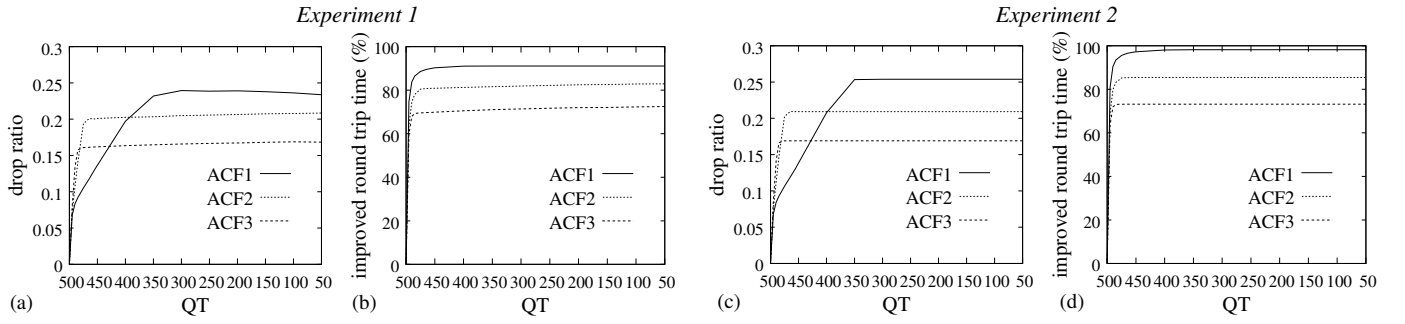 Experiment 1
Experiment 2
drop ratio
0.3
0.25
0.2
0.15
0.1
0.05
0
ACF1
ACF2
ACF3
500 450 400 350 300 250 200 150 100 50
(a)
QT
improved round trip time (%)
100
80
60
40
20
0
ACF1
ACF2
ACF3
500 450 400 350 300 250 200 150 100 50
(b)
QT
drop ratio
0.3
0.25
0.2
0.15
0.1
0.05
0
ACF1
ACF2
ACF3
500 450 400 350 300 250 200 150 100 50
(c)
QT
improved round trip time (%)
100
80
60
40
20
0
ACF1
ACF2
ACF3
500 450 400 350 300 250 200 150 100 50
(d)
QT